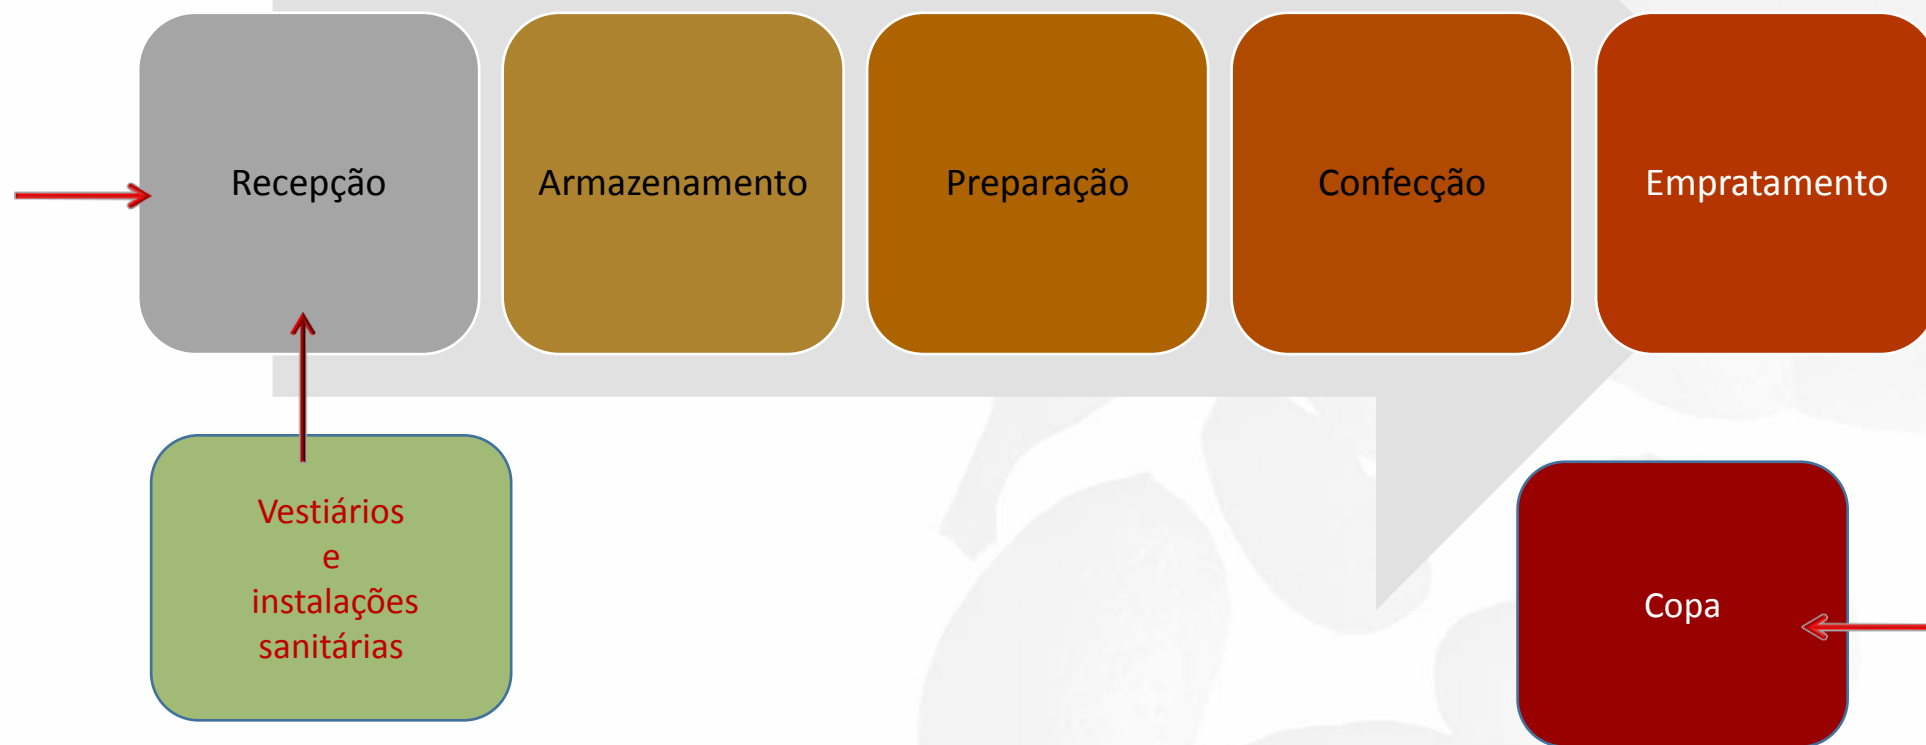 Recepção
Armazenamento
Preparação
Confecção
Empratamento
Vestiários
e
instalações
sanitárias
Copa